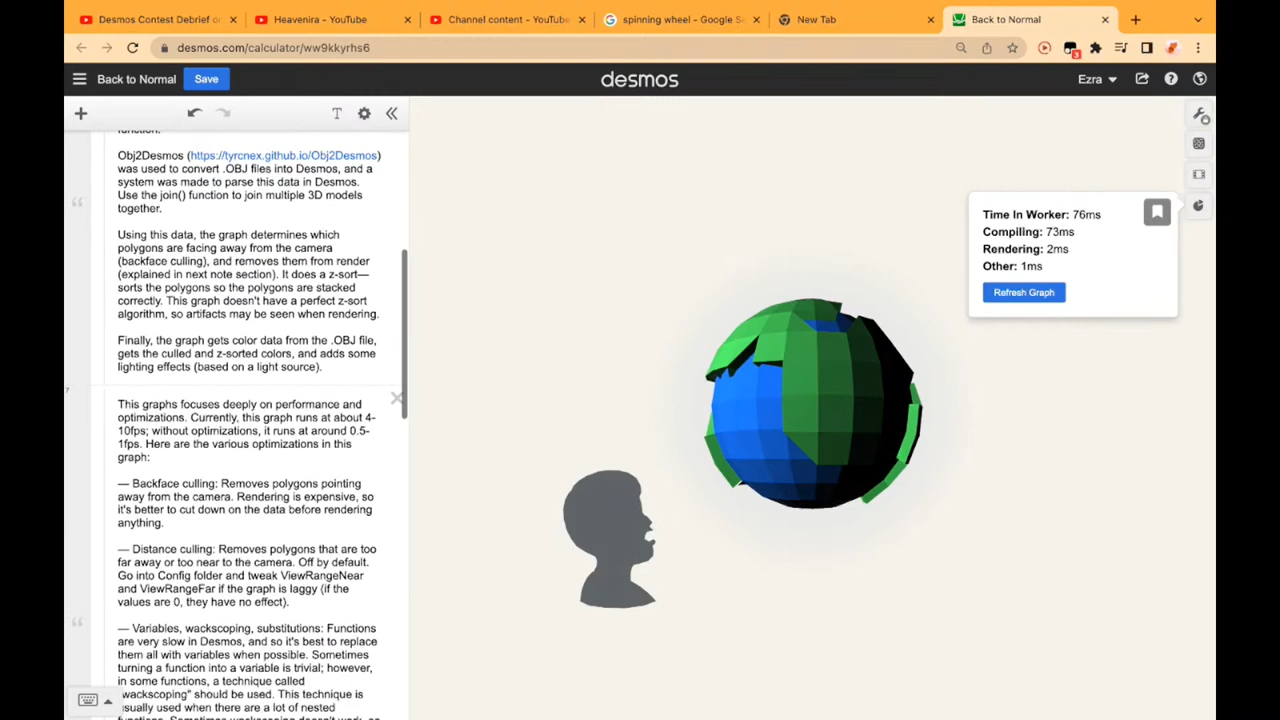 Desmos Contest Debrief o
Heavenira – YouTube
Channel content - YouTube
spinning wheel - Google S
New Tab
Back to Normal
desmos.com/calculator/ww9kkyrhs6
3
Back to Normal
Save
desmos
Ezra
function.
Obj2Desmos (https://tyrcnex.github.io/Obj2Desmos)
was used to convert .OBJ files into Desmos, and a
system was made to parse this data in Desmos.
Use the join() function to join multiple 3D models
together.
Using this data, the graph determines which
polygons are facing away from the camera
(backface culling), and removes them from render
(explained in next note section). It does a z-sort—
sorts the polygons so the polygons are stacked
correctly. This graph doesn't have a perfect z-sort
algorithm, so artifacts may be seen when rendering.
Finally, the graph gets color data from the .OBJ file,
gets the culled and z-sorted colors, and adds some
lighting effects (based on a light source).
7
This graphs focuses deeply on performance and
optimizations. Currently, this graph runs at about 4-
10fps; without optimizations, it runs at around 0.5-
1fps. Here are the various optimizations in this
graph:
— Backface culling: Removes polygons pointing
away from the camera. Rendering is expensive, so
it's better to cut down on the data before rendering
anything.
— Distance culling: Removes polygons that are too
far away or too near to the camera. Off by default.
Go into Config folder and tweak ViewRangeNear
and ViewRangeFar if the graph is laggy (if the
values are 0, they have no effect).
— Variables, wackscoping, substitutions: Functions
are very slow in Desmos, and so it's best to replace
them all with variables when possible. Sometimes
turning a function into a variable is trivial; however,
in some functions, a technique called
"wackscoping" should be used. This technique is
usually used when there are a lot of nested
functions. Sometimes wackscoping doesn't work, so
Time In Worker: 76ms
Compiling: 73ms
Rendering: 2ms
Other: 1ms
Refresh Graph